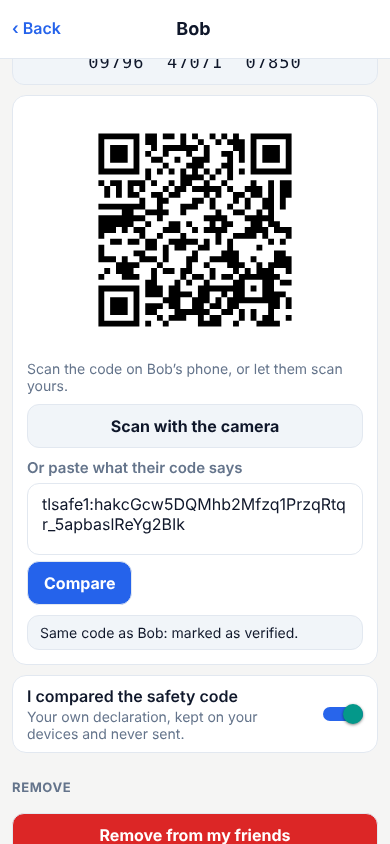 ‹ Back
Bob
09796 47071 07850
Scan the code on Bob’s phone, or let them scan
yours.
Scan with the camera
Or paste what their code says
tlsafe1:hakcGcw5DQMhb2Mfzq1PrzqRtq
r_5apbaslReYg2Blk
Compare
Same code as Bob: marked as verified.
I compared the safety code
Your own declaration, kept on your
devices and never sent.
REMOVE
Remove from my friends